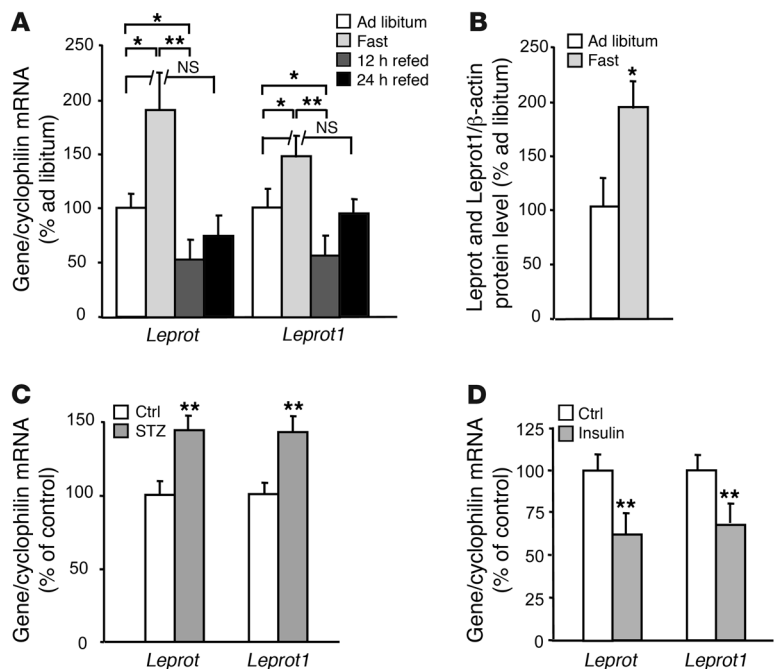 A
Gene/cyclophilin mRNA
(% ad libitum)
250
200
150
100
50
0
*
*
**
NS
*
*
**
NS
Ad libitum
Fast
12 h refed
24 h refed
Leprot
Leprot1
B
Leprot and Leprot1/β-actin
protein level (% ad libitum)
250
200
150
100
50
0
Ad libitum
Fast
*
C
Gene/cyclophilin mRNA
(% of control)
150
100
50
0
Ctrl
STZ
**
**
Leprot
Leprot1
D
Gene/cyclophilin mRNA
(% of control)
125
100
75
50
25
0
Ctrl
Insulin
**
**
Leprot
Leprot1